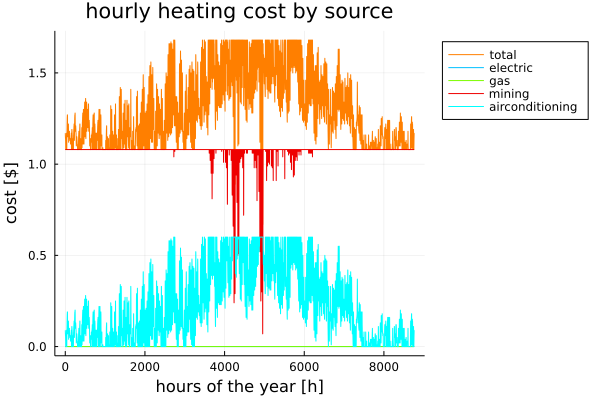 hourly heating cost by source
total
electric
gas
mining
airconditioning
1.5
1.0
0.5
0.0
cost [$]
0
2000
4000
6000
8000
hours of the year [h]